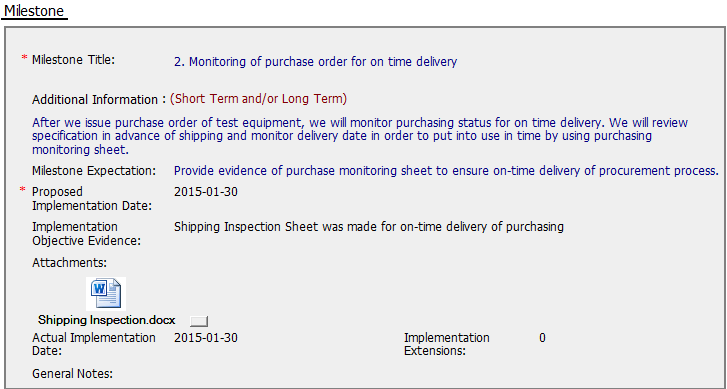 Milestone
* Milestone Title: 2. Monitoring of purchase order for on time delivery
Additional Information : (Short Term and/or Long Term)
After we issue purchase order of test equipment, we will monitor purchasing status for on time delivery. We will review
specification in advance of shipping and monitor delivery date in order to put into use in time by using purchasing
monitoring sheet.
Milestone Expectation: Provide evidence of purchase monitoring sheet to ensure on-time delivery of procurement process.
* Proposed 2015-01-30
Implementation Date:
Implementation
Objective Evidence: Shipping Inspection Sheet was made for on-time delivery of purchasing
Attachments:
W
Shipping Inspection.docx
Actual Implementation 2015-01-30 Implementation 0
Date: Extensions:
General Notes: